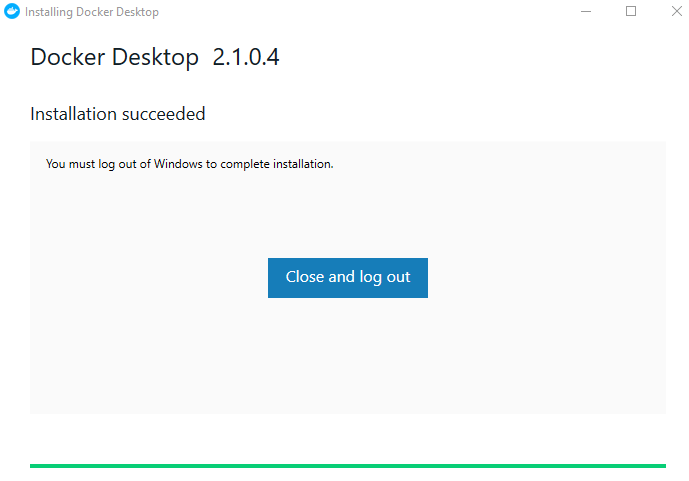 Installing Docker Desktop
Docker Desktop 2.1.0.4
Installation succeeded
You must log out of Windows to complete installation.
Close and log out